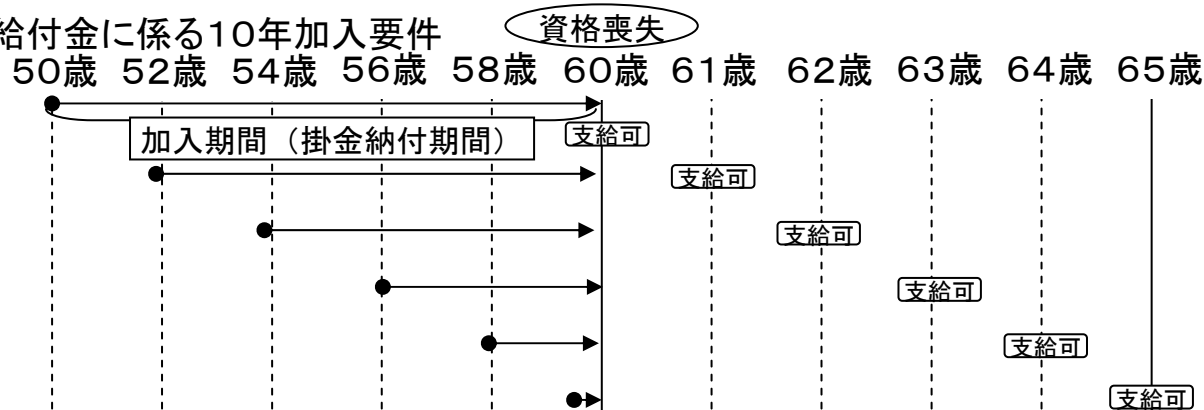 給付金に係る10年加入要件
資格喪失
50歳 52歳 54歳 56歳 58歳 60歳 61歳 62歳 63歳 64歳 65歳
加入期間（掛金納付期間）
支給可
支給可
支給可
支給可
支給可
支給可